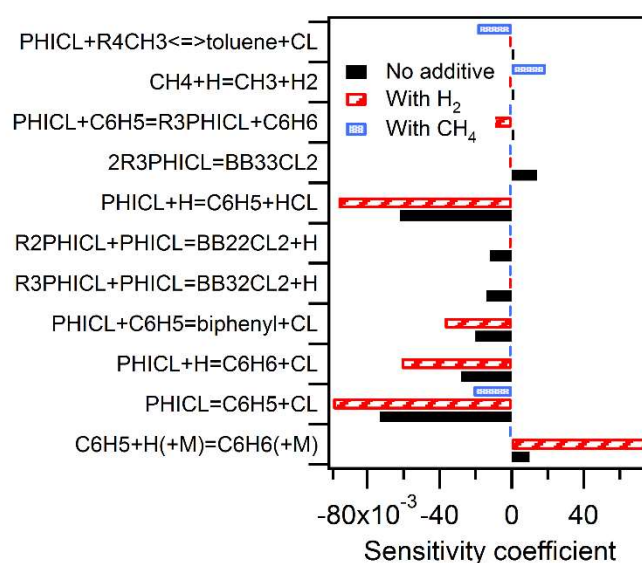 PHICL+R4CH3<=>toluene+CL
CH4+H=CH3+H2
PHICL+C6H5=R3PHICL+C6H6
2R3PHICL=BB33CL2
PHICL+H=C6H5+HCL
R2PHICL+PHICL=BB22CL2+H
R3PHICL+PHICL=BB32CL2+H
PHICL+C6H5=biphenyl+CL
PHICL+H=C6H6+CL
PHICL=C6H5+CL
C6H5+H(+M)=C6H6(+M)
No additive
With H₂
With CH₄
-80x10⁻³ -40 0 40
Sensitivity coefficient